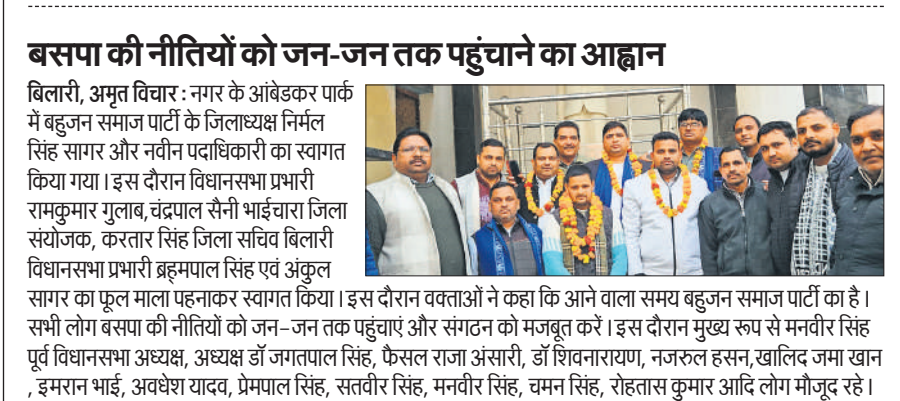 बसपा की नीतियों को जन-जन तक पहुंचाने का आह्वान
बिलारी, अमृत विचार : नगर के आंबेडकर पार्क
में बहुजन समाज पार्टी के जिलाध्यक्ष निर्मल
सिंह सागर और नवीन पदाधिकारी का स्वागत
किया गया। इस दौरान विधानसभा प्रभारी
रामकुमार गुलाब,चंद्रपाल सैनी भाईचारा जिला
संयोजक, करतार सिंह जिला सचिव बिलारी
विधानसभा प्रभारी ब्रह्मपाल सिंह एवं अंकुल
सागर का फूल माला पहनाकर स्वागत किया। इस दौरान वक्ताओं ने कहा कि आने वाला समय बहुजन समाज पार्टी का है।
सभी लोग बसपा की नीतियों को जन-जन तक पहुंचाएं और संगठन को मजबूत करें। इस दौरान मुख्य रूप से मनवीर सिंह
पूर्व विधानसभा अध्यक्ष, अध्यक्ष डॉ जगतपाल सिंह, फैसल राजा अंसारी, डॉ शिवनारायण, नजरुल हसन,खालिद जमा खान
, इमरान भाई, अवधेश यादव, प्रेमपाल सिंह, सतवीर सिंह, मनवीर सिंह, चमन सिंह, रोहतास कुमार आदि लोग मौजूद रहे।